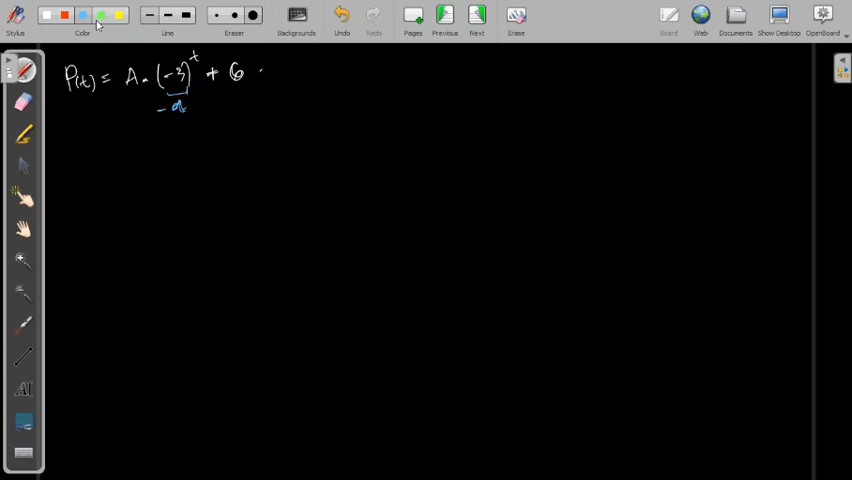 Stylus
Color
Line
Eraser
Backgrounds
Undo
Redo
Pages
Previous
Next
Erase
Board
Web
Documents
Show Desktop
OpenBoard
P(t) = A · (-3)^t + 6
-a
AI